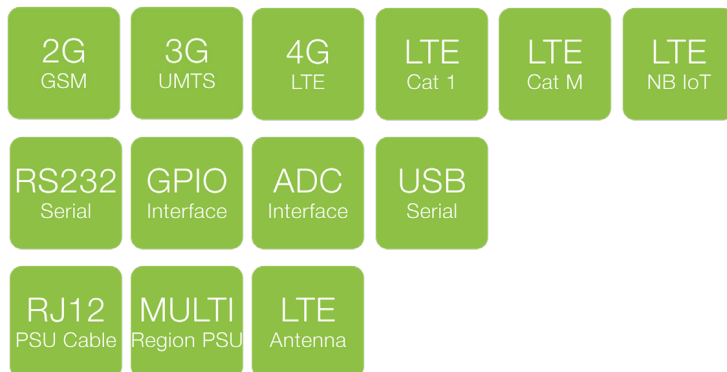 2G
GSM
3G
UMTS
4G
LTE
LTE
Cat 1
LTE
Cat M
LTE
NB IoT
RS232
Serial
GPIO
Interface
ADC
Interface
USB
Serial
RJ12
PSU Cable
MULTI
Region PSU
LTE
Antenna